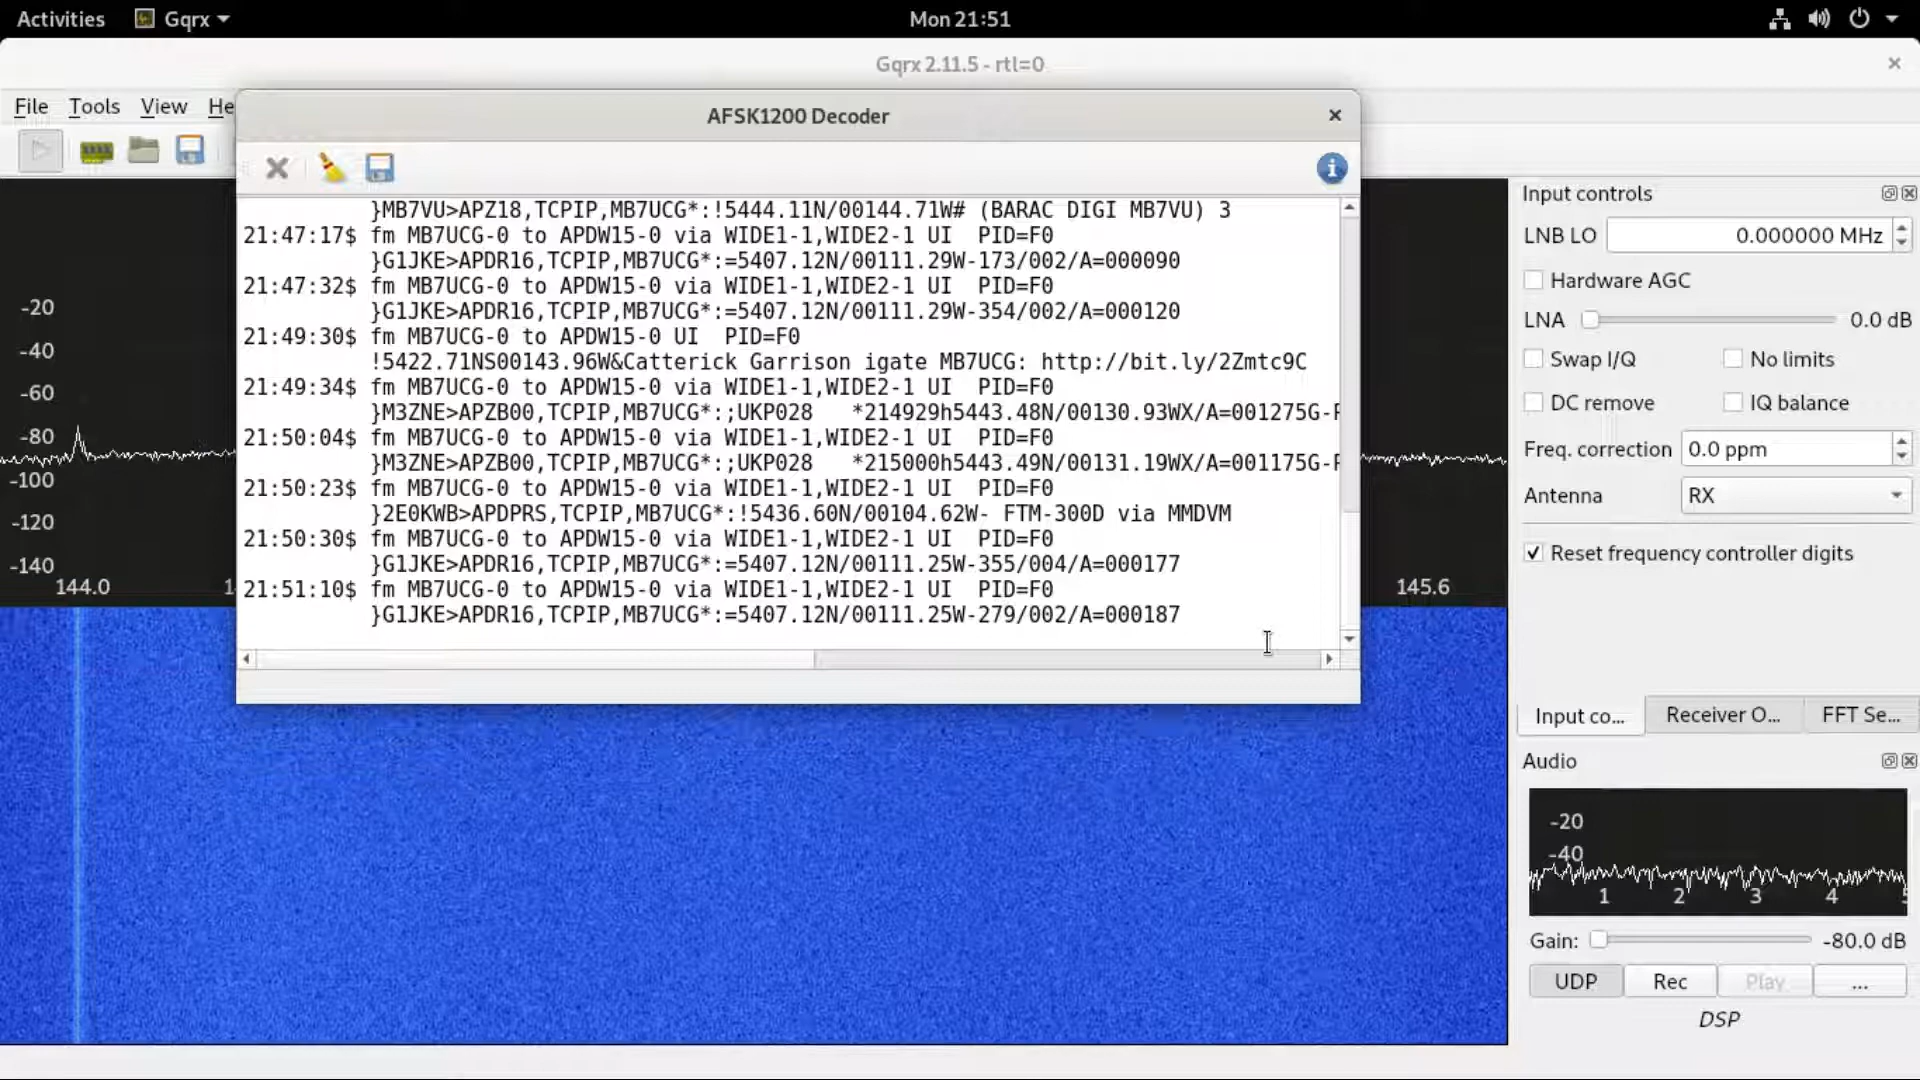 Activities Gqrx Mon 21:51
Gqrx 2.11.5 - rtl=0
File Tools View He
AFSK1200 Decoder
}MB7VU>APZ18,TCPIP,MB7UCG*:!5444.11N/00144.71W# (BARAC DIGI MB7VU) 3
21:47:17$ fm MB7UCG-0 to APDW15-0 via WIDE1-1,WIDE2-1 UI  PID=F0
}G1JKE>APDR16,TCPIP,MB7UCG*:=5407.12N/00111.29W-173/002/A=000090
21:47:32$ fm MB7UCG-0 to APDW15-0 via WIDE1-1,WIDE2-1 UI  PID=F0
}G1JKE>APDR16,TCPIP,MB7UCG*:=5407.12N/00111.29W-354/002/A=000120
21:49:30$ fm MB7UCG-0 to APDW15-0 UI  PID=F0
!5422.71NS00143.96W&Catterick Garrison igate MB7UCG: http://bit.ly/2Zmtc9C
21:49:34$ fm MB7UCG-0 to APDW15-0 via WIDE1-1,WIDE2-1 UI  PID=F0
}M3ZNE>APZB00,TCPIP,MB7UCG*:;UKP028   *214929h5443.48N/00130.93WX/A=001275G-
21:50:04$ fm MB7UCG-0 to APDW15-0 via WIDE1-1,WIDE2-1 UI  PID=F0
}M3ZNE>APZB00,TCPIP,MB7UCG*:;UKP028   *215000h5443.49N/00131.19WX/A=001175G-
21:50:23$ fm MB7UCG-0 to APDW15-0 via WIDE1-1,WIDE2-1 UI  PID=F0
}2E0KWB>APDPRS,TCPIP,MB7UCG*:!5436.60N/00104.62W- FTM-300D via MMDVM
21:50:30$ fm MB7UCG-0 to APDW15-0 via WIDE1-1,WIDE2-1 UI  PID=F0
}G1JKE>APDR16,TCPIP,MB7UCG*:=5407.12N/00111.25W-355/004/A=000177
21:51:10$ fm MB7UCG-0 to APDW15-0 via WIDE1-1,WIDE2-1 UI  PID=F0
}G1JKE>APDR16,TCPIP,MB7UCG*:=5407.12N/00111.25W-279/002/A=000187
-20
-40
-60
-80
-100
-120
-140
144.0 1 145.6
Input controls
LNB LO 0.000000 MHz
Hardware AGC
LNA 0.0 dB
Swap I/Q No limits
DC remove IQ balance
Freq. correction 0.0 ppm
Antenna RX
Reset frequency controller digits
Input co... Receiver O... FFT Se...
Audio
-20
-40
1 2 3 4
Gain: -80.0 dB
UDP Rec Play ...
DSP